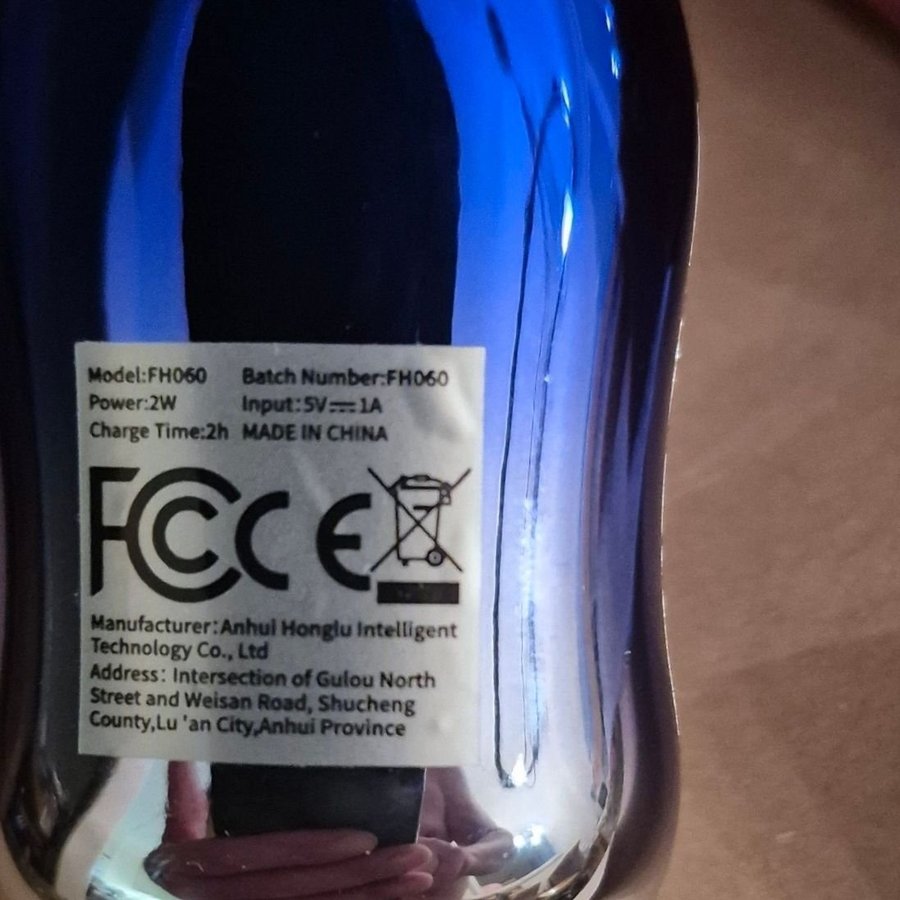 Model:FH060 Batch Number:FH060
Power:2W Input:5V⎓1A
Charge Time:2h MADE IN CHINA
FCC CE
Manufacturer:Anhui Honglu Intelligent
Technology Co., Ltd
Address: Intersection of Gulou North
Street and Weisan Road, Shucheng
County,Lu 'an City,Anhui Province